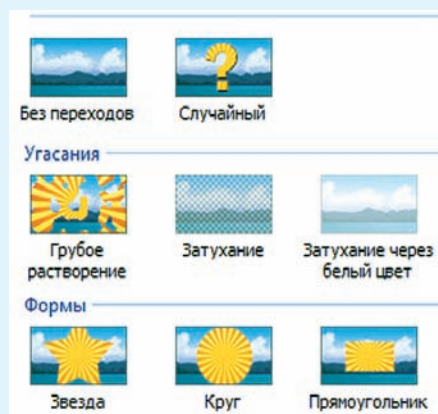 Без переходов Случайный
Угасания
Грубое растворение Затухание Затухание через белый цвет
Формы
Звезда Круг Прямоугольник